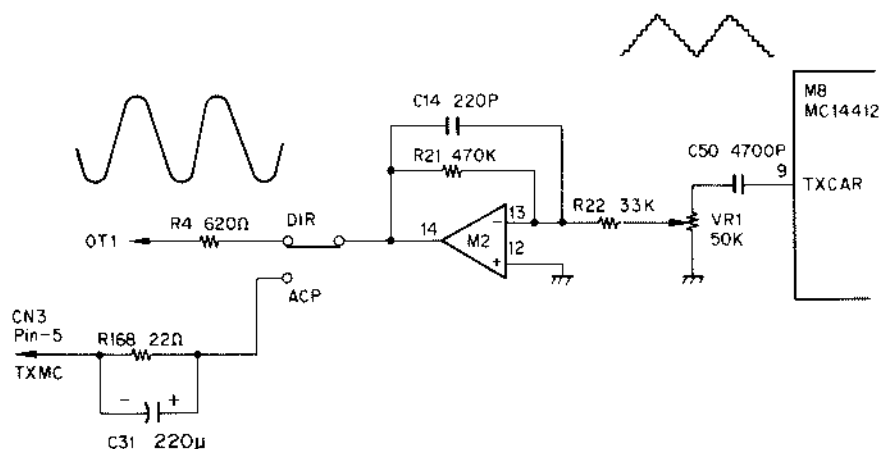 M8
MC14412
C14 220P
C50 4700P
9
TXCAR
R21 470K
R22 33K
VR1
50K
R4 620Ω
DIR
14
13
M2
12
−
+
OT1
ACP
CN3
Pin-5
R168 22Ω
TXMC
− +
C31 220μ